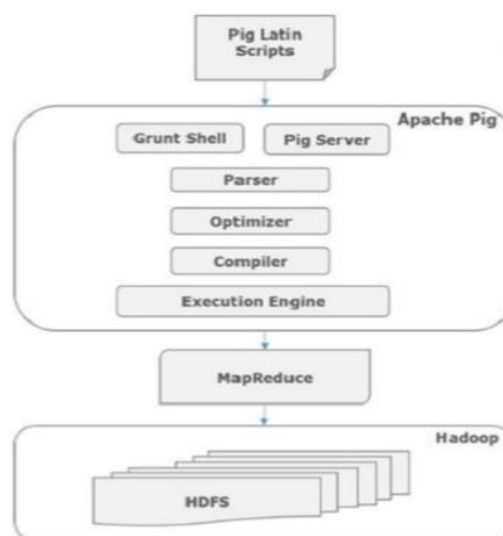 Pig Latin
Scripts
Apache Pig
Grunt Shell
Pig Server
Parser
Optimizer
Compiler
Execution Engine
MapReduce
Hadoop
HDFS